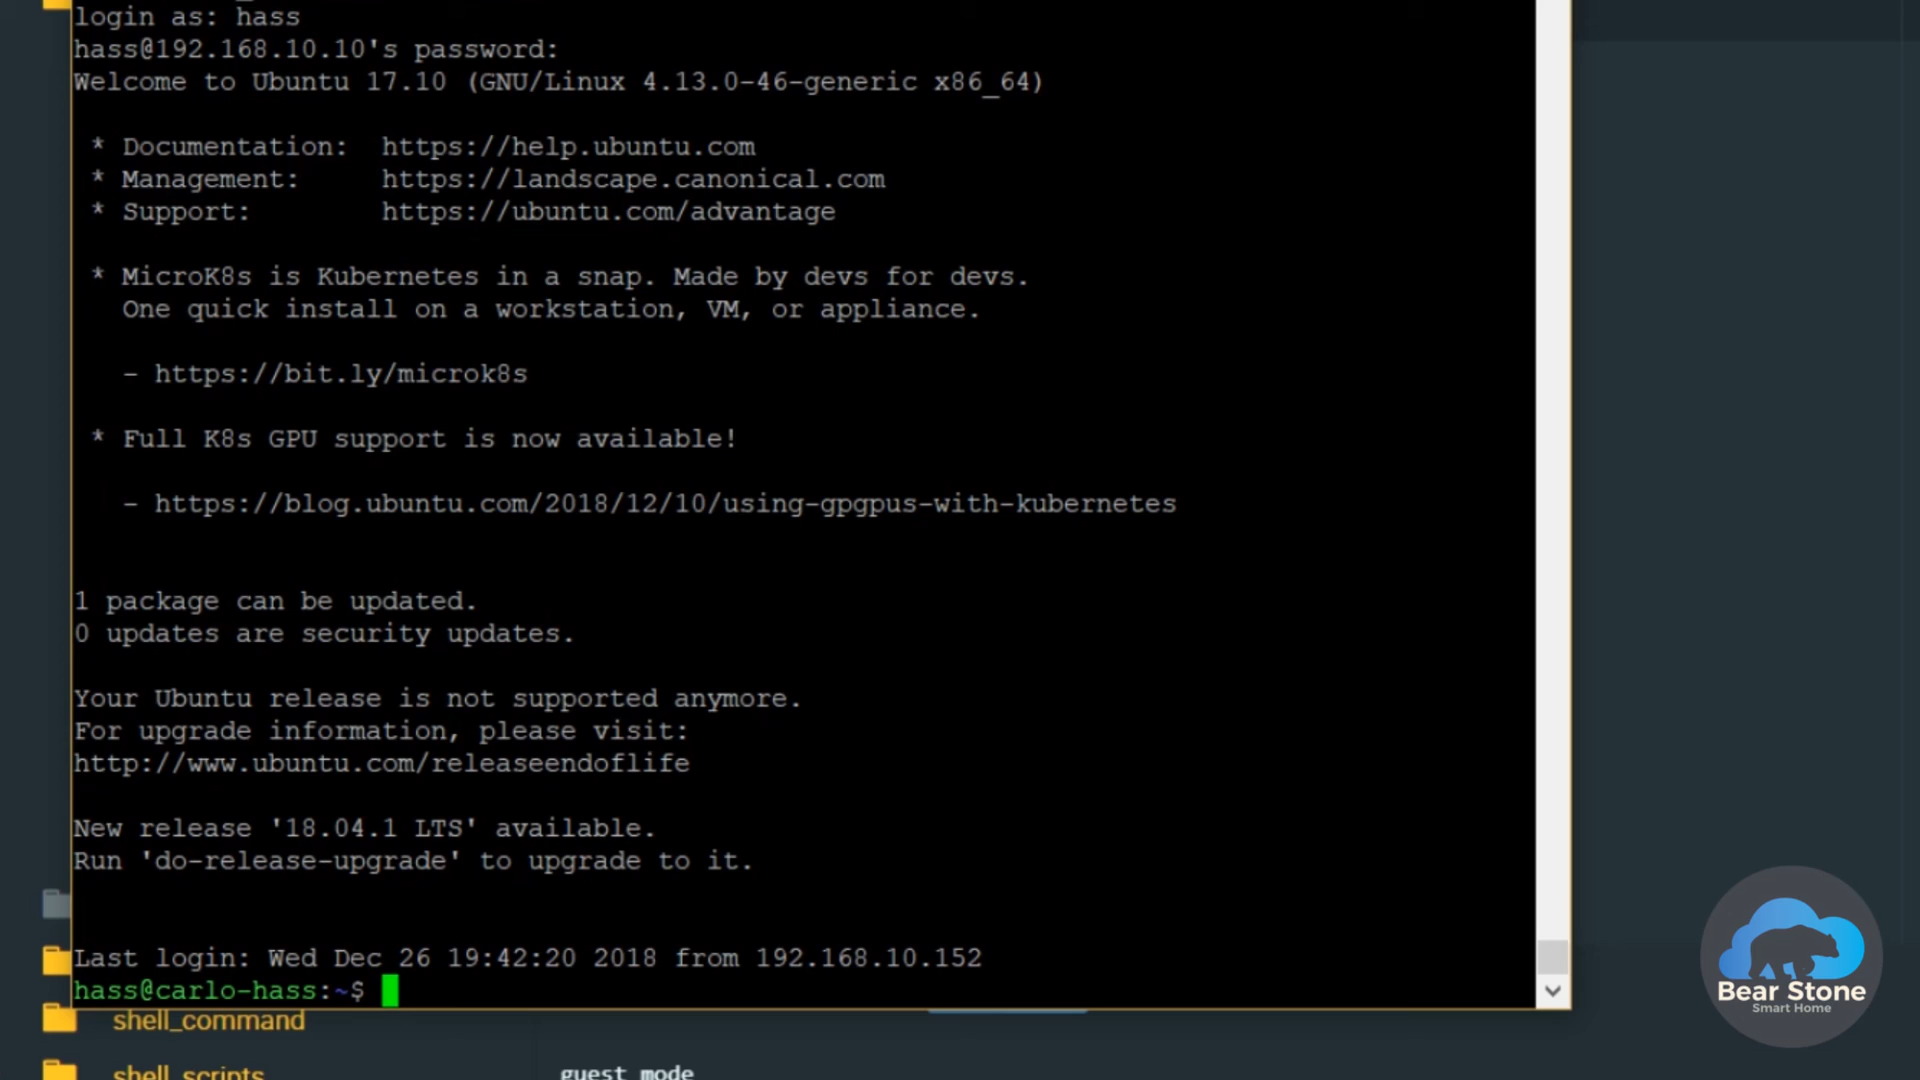 login as: hass
hass@192.168.10.10's password:
Welcome to Ubuntu 17.10 (GNU/Linux 4.13.0-46-generic x86_64)
* Documentation: https://help.ubuntu.com
* Management: https://landscape.canonical.com
* Support: https://ubuntu.com/advantage
* MicroK8s is Kubernetes in a snap. Made by devs for devs.
One quick install on a workstation, VM, or appliance.
- https://bit.ly/microk8s
* Full K8s GPU support is now available!
- https://blog.ubuntu.com/2018/12/10/using-gpgpus-with-kubernetes
1 package can be updated.
0 updates are security updates.
Your Ubuntu release is not supported anymore.
For upgrade information, please visit:
http://www.ubuntu.com/releaseendoflife
New release '18.04.1 LTS' available.
Run 'do-release-upgrade' to upgrade to it.
Last login: Wed Dec 26 19:42:20 2018 from 192.168.10.152
hass@carlo-hass:~$
shell_command
shell_scripts
guest_mode
Bear Stone
Smart Home